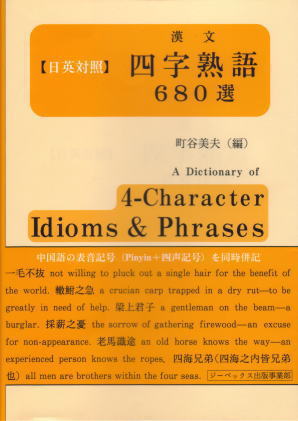 漢文
【日英対照】 四字熟語
680選
町谷美夫(編)
A Dictionary of
4-Character
Idioms & Phrases
中国語の表音記号(Pinyin+四声記号)を同時併記
一毛不抜 not willing to pluck out a single hair for the benefit of
the world. 轍鮒之急 a crucian carp trapped in a dry rut—to be
greatly in need of help. 梁上君子 a gentleman on the beam—a
burglar. 採薪之憂 the sorrow of gathering firewood—an excuse
for non-appearance. 老馬識途 an old horse knows the way—an
experienced person knows the ropes. 四海兄弟(四海之内皆兄弟
也) all men are brothers within the four seas. ジーペックス出版事業部